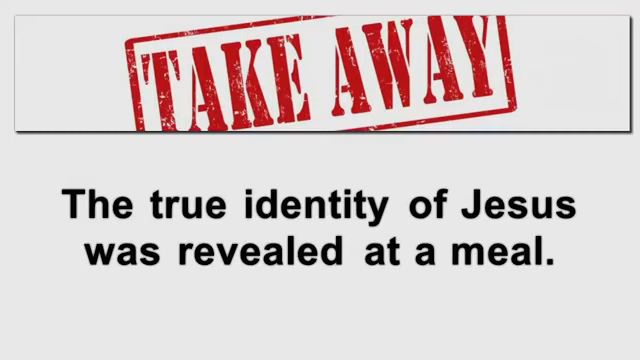 TAKE AWAY
The true identity of Jesus
was revealed at a meal.